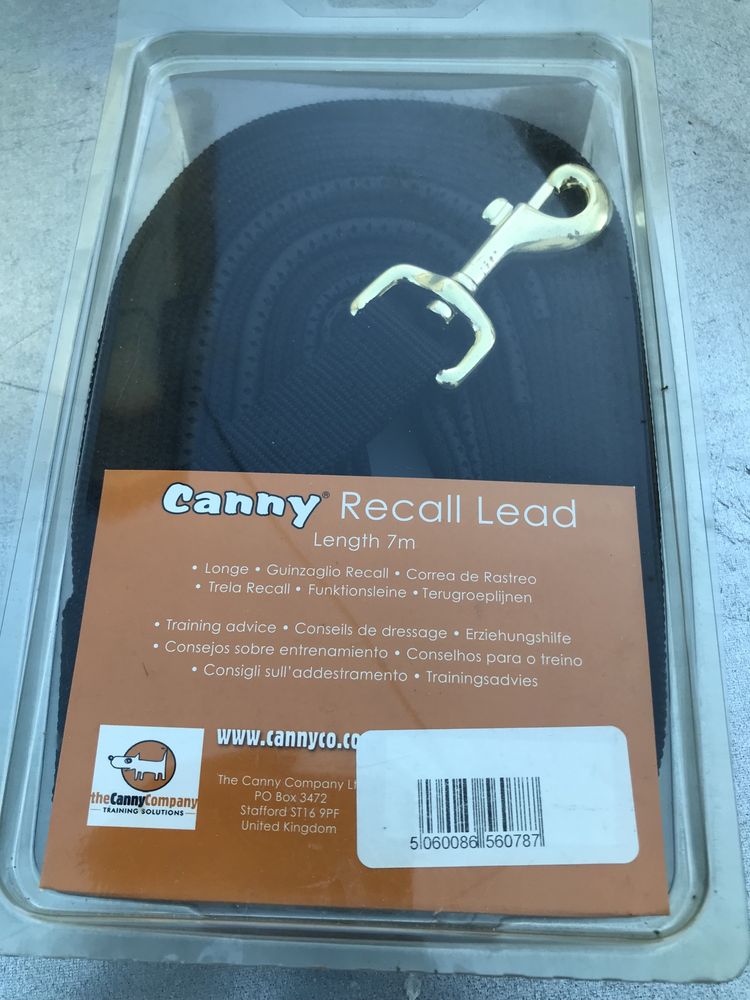 Canny® Recall Lead
Length 7m
• Longe • Guinzaglio Recall • Correa de Rastreo
• Trela Recall • Funktionsleine • Terugroeplijnen
• Training advice • Conseils de dressage • Erziehungshilfe
• Consejos sobre entrenamiento • Conselhos para o treino
• Consigli sull'addestramento • Trainingsadvies
www.cannyco.co
The Canny Company Lt
PO Box 3472
Stafford ST16 9PF
United Kingdom
theCannyCompany
TRAINING SOLUTIONS
5 060086 560787